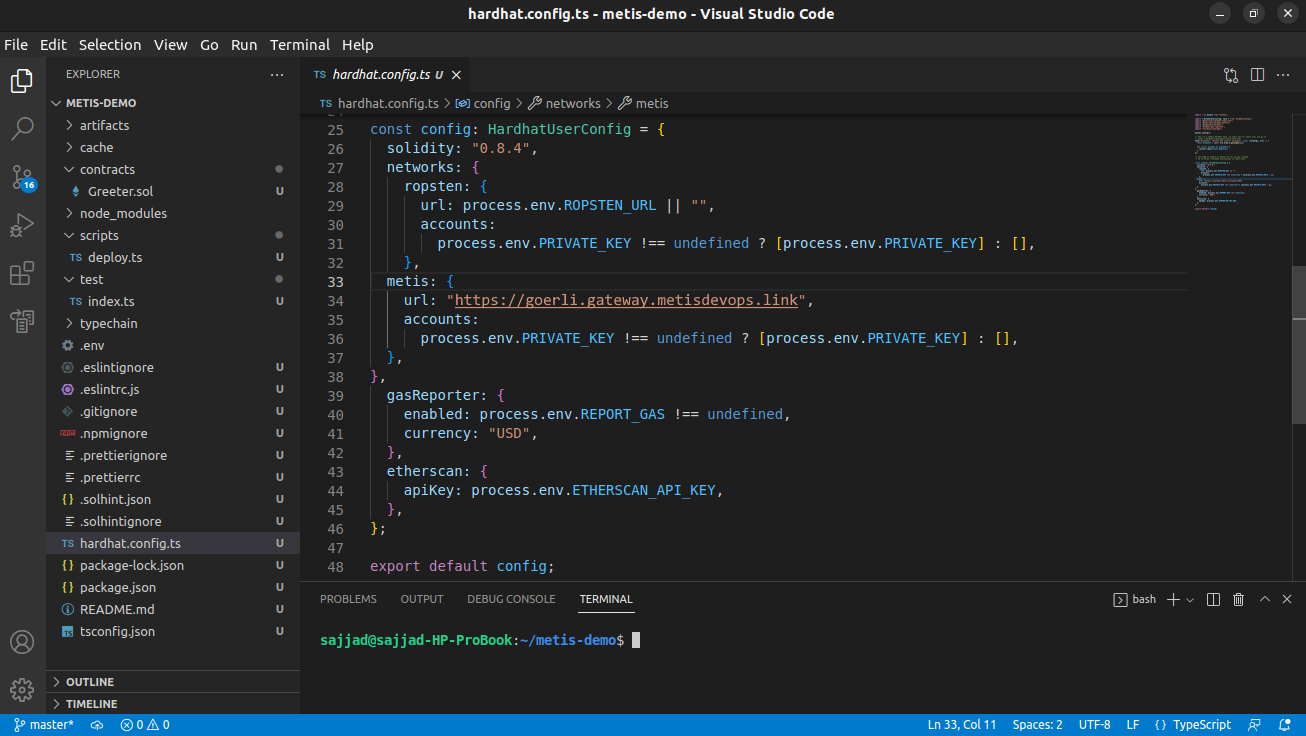 hardhat.config.ts - metis-demo - Visual Studio Code
File Edit Selection View Go Run Terminal Help
EXPLORER
METIS-DEMO
artifacts
cache
contracts
Greeter.sol U
node_modules
scripts
TS deploy.ts U
test
TS index.ts U
typechain
.env
.eslintignore U
.eslintrc.js U
.gitignore U
.npmignore U
.prettierignore U
.prettierrc U
{} .solhint.json U
.solhintignore U
TS hardhat.config.ts U
{} package-lock.json U
{} package.json U
README.md U
TS tsconfig.json U
OUTLINE
TIMELINE
16
TS hardhat.config.ts U
TS hardhat.config.ts > config > networks > metis
25 const config: HardhatUserConfig = {
26 solidity: "0.8.4",
27 networks: {
28 ropsten: {
29 url: process.env.ROPSTEN_URL || "",
30 accounts:
31 process.env.PRIVATE_KEY !== undefined ? [process.env.PRIVATE_KEY] : [],
32 },
33 metis: {
34 url: "https://goerli.gateway.metisdevops.link",
35 accounts:
36 process.env.PRIVATE_KEY !== undefined ? [process.env.PRIVATE_KEY] : [],
37 },
38 },
39 gasReporter: {
40 enabled: process.env.REPORT_GAS !== undefined,
41 currency: "USD",
42 },
43 etherscan: {
44 apiKey: process.env.ETHERSCAN_API_KEY,
45 },
46 };
47
48 export default config;
PROBLEMS OUTPUT DEBUG CONSOLE TERMINAL
bash
sajjad@sajjad-HP-ProBook:~/metis-demo$
master* 0 0
Ln 33, Col 11 Spaces: 2 UTF-8 LF {} TypeScript